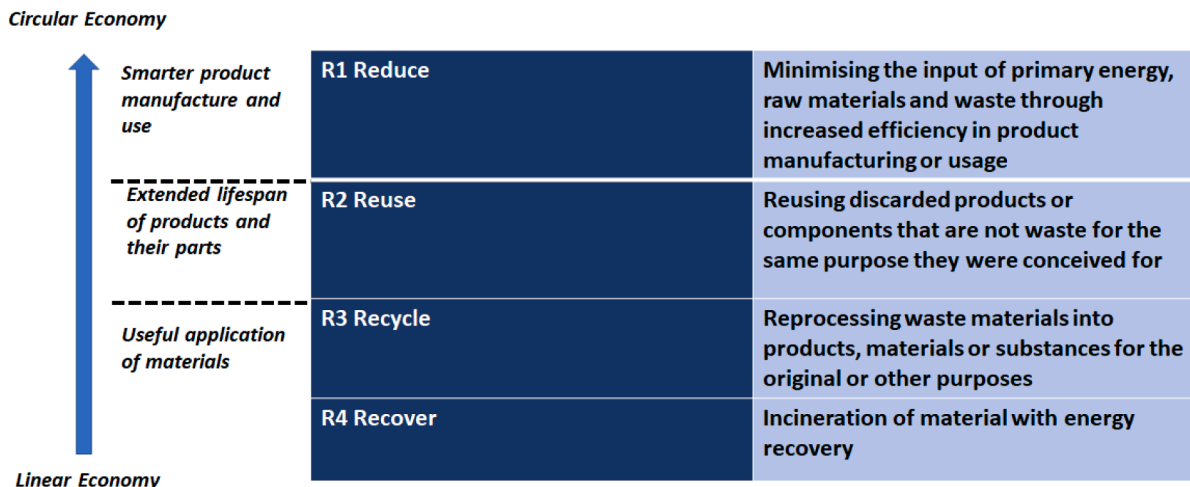 Circular Economy
Smarter product
manufacture and
use
R1 Reduce
Minimising the input of primary energy,
raw materials and waste through
increased efficiency in product
manufacturing or usage
Extended lifespan
of products and
their parts
R2 Reuse
Reusing discarded products or
components that are not waste for the
same purpose they were conceived for
Useful application
of materials
R3 Recycle
Reprocessing waste materials into
products, materials or substances for the
original or other purposes
R4 Recover
Incineration of material with energy
recovery
Linear Economy